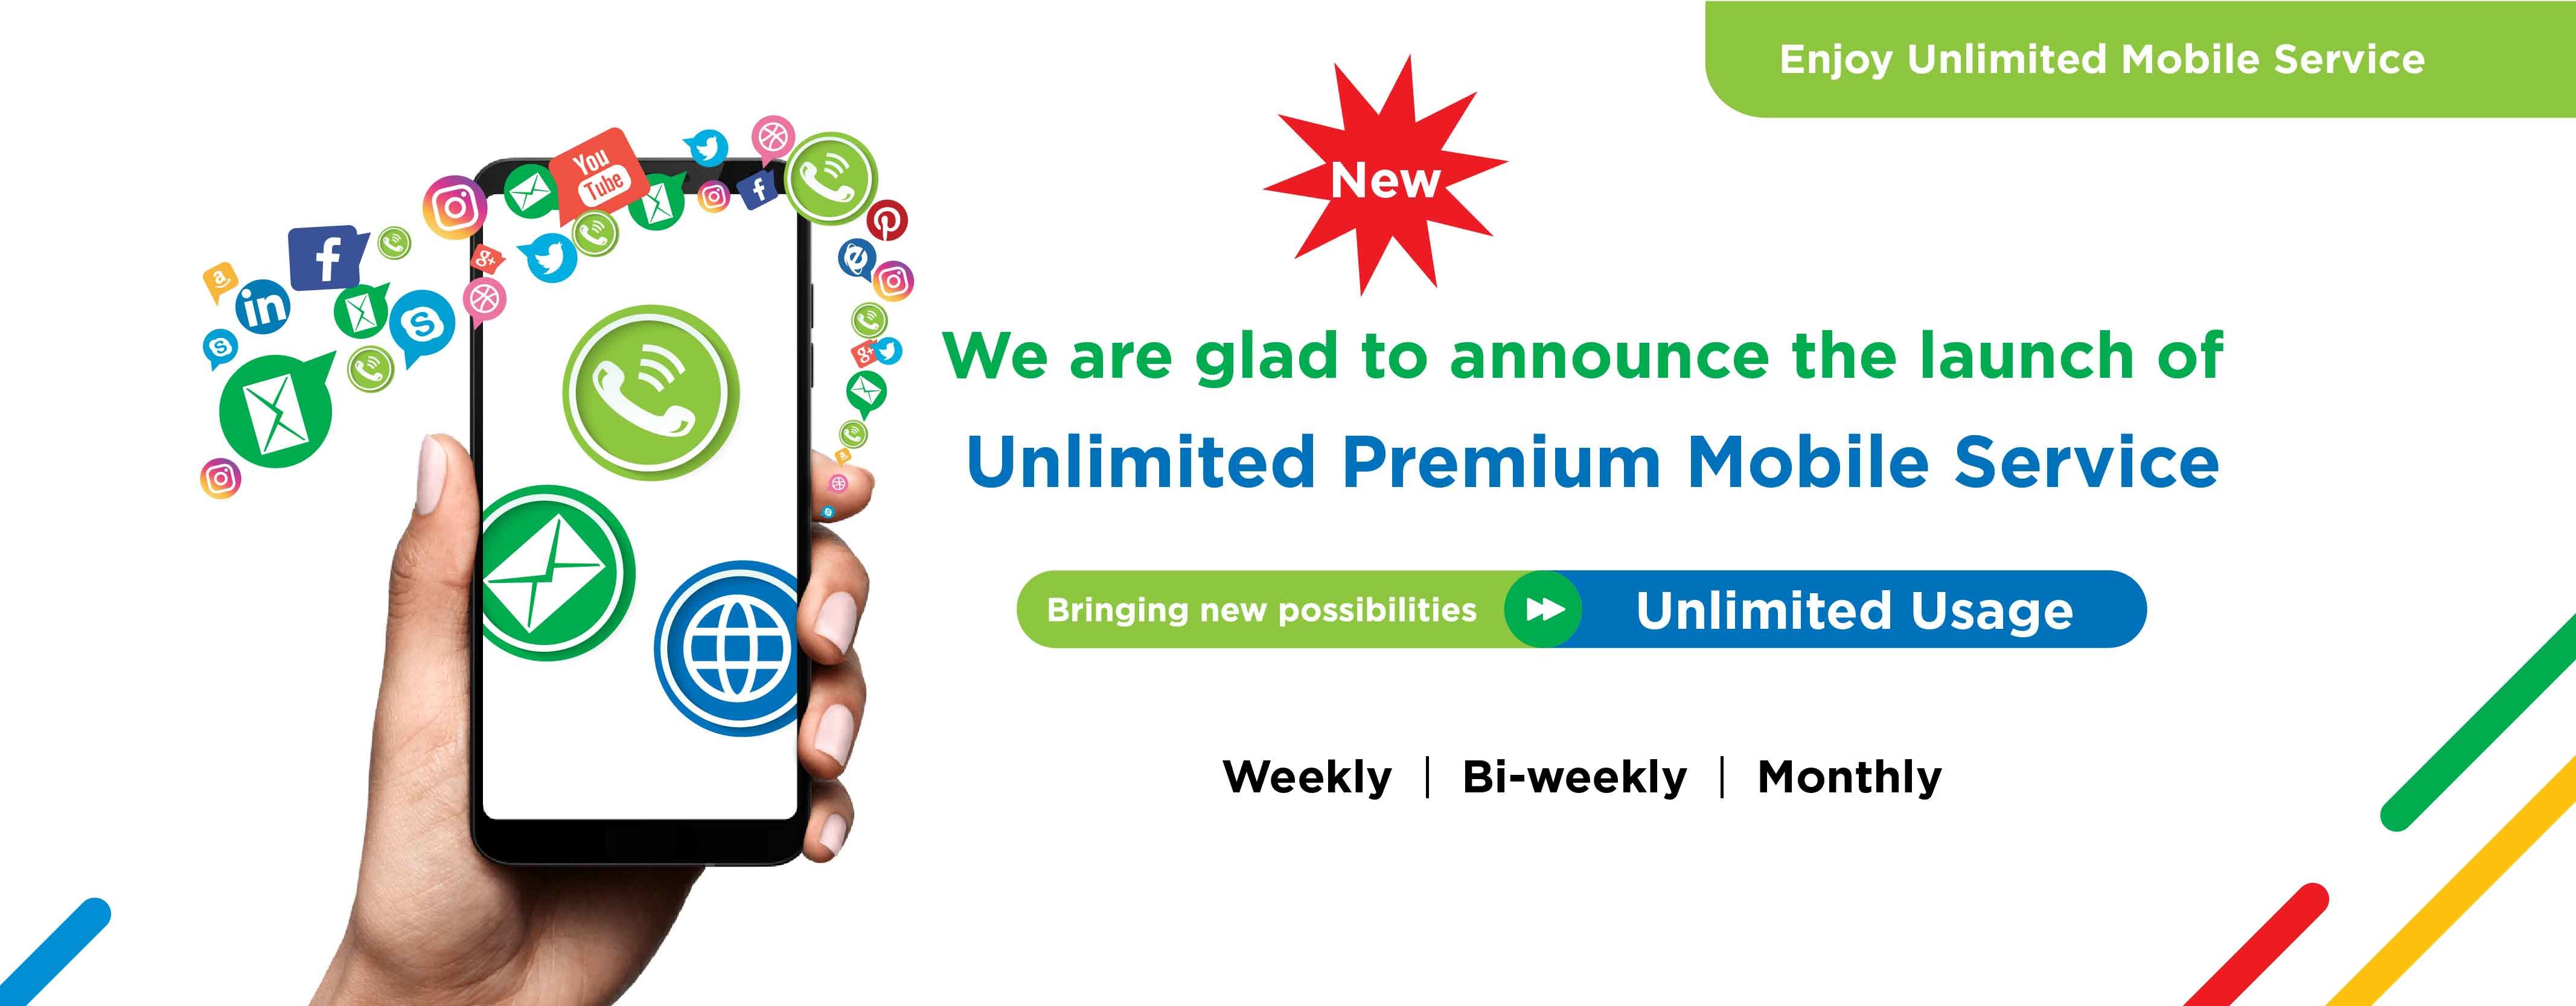 Enjoy Unlimited Mobile Service
New
You
Tube
f
f
in
a
g+
g+
S
S
We are glad to announce the launch of
Unlimited Premium Mobile Service
Bringing new possibilities
Unlimited Usage
Weekly | Bi-weekly | Monthly